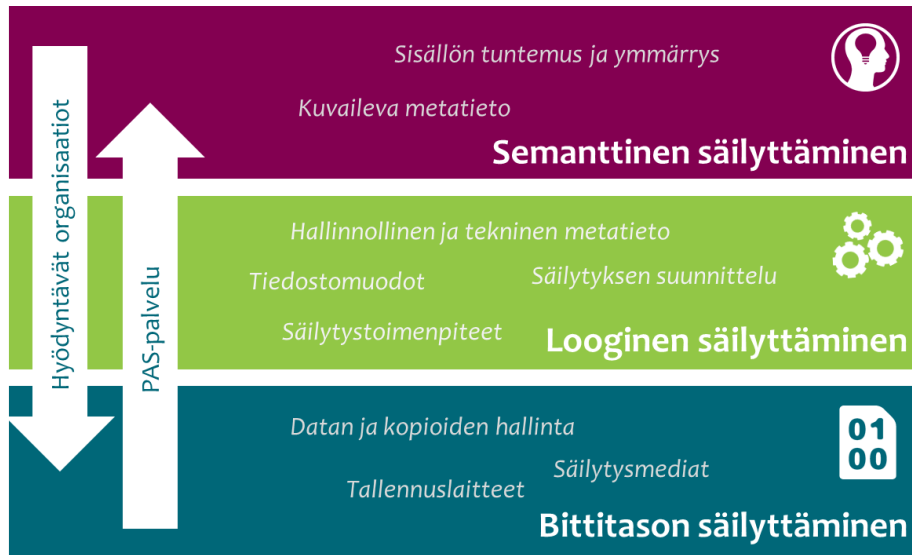 Hyödyntävät organisaatiot
PAS-palvelu
Sisällön tuntemus ja ymmärrys
Kuvaileva metatieto
Semanttinen säilyttäminen
Hallinnollinen ja tekninen metatieto
Tiedostomuodot
Säilytyksen suunnittelu
Säilytystoimenpiteet
Looginen säilyttäminen
Datan ja kopioiden hallinta
Säilytysmediat
Tallennuslaitteet
Bittitason säilyttäminen
01
00